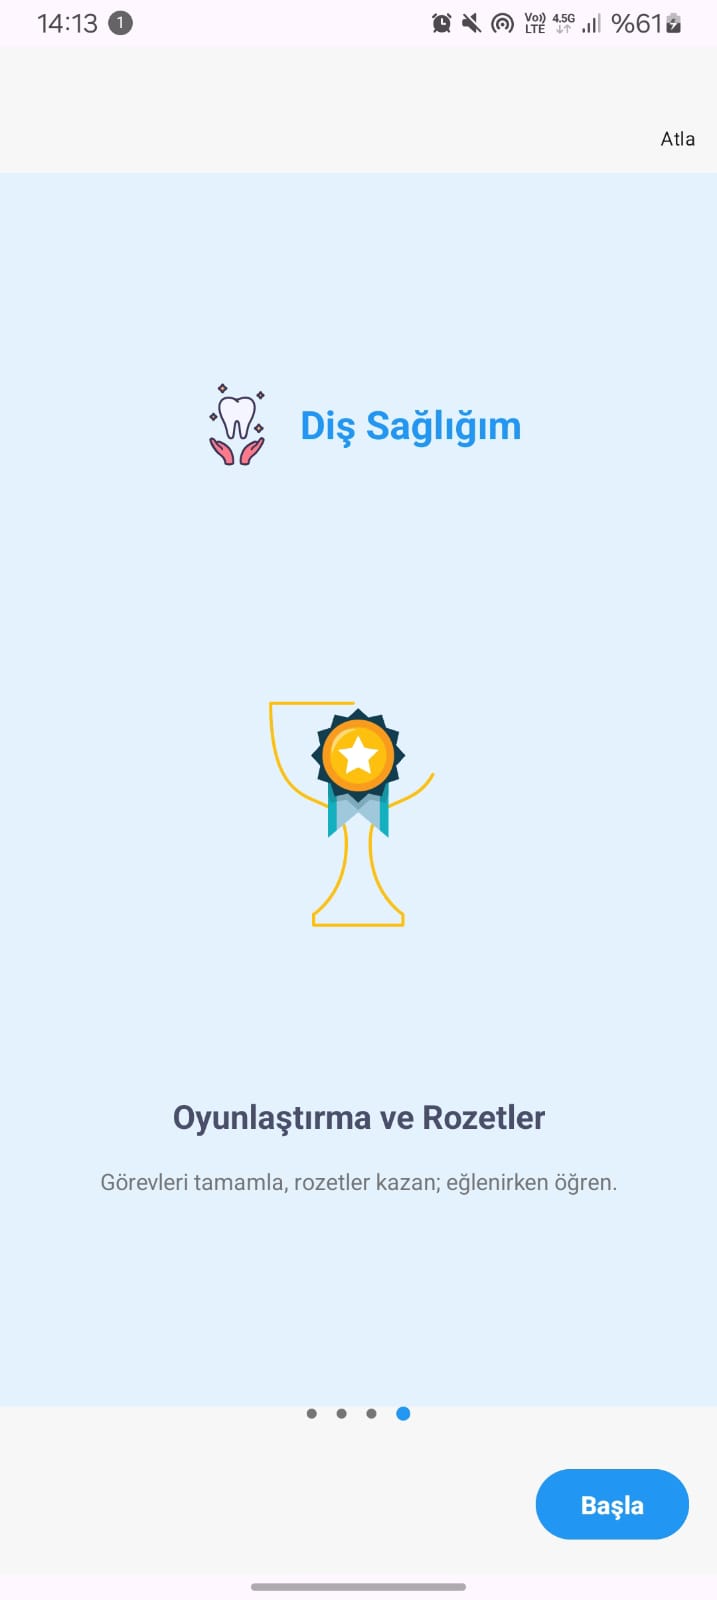 14:13 1 Vo)) LTE 4.5G %61
Atla
Diş Sağlığım
Oyunlaştırma ve Rozetler
Görevleri tamamla, rozetler kazan; eğlenirken öğren.
Başla